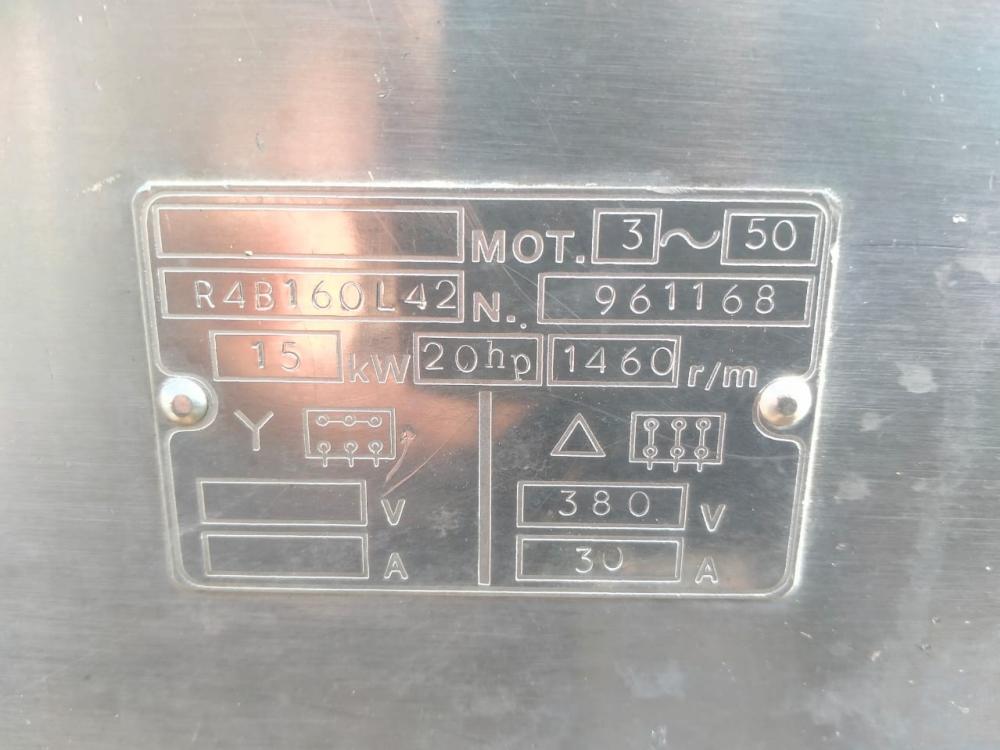 MOT. 3 ~ 50
R4B160L42 N. 961168
15 kW 20hp 1460 r/m
Y △
V 380 V
A 30 A